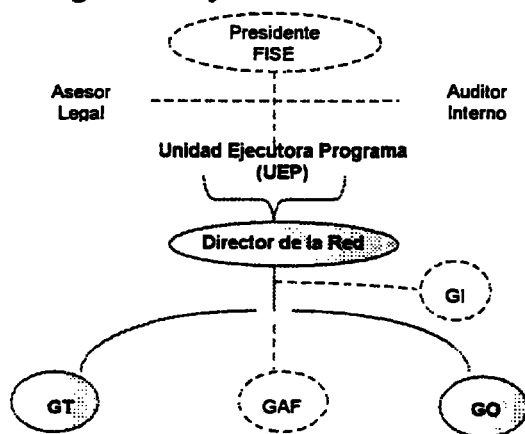 Presidente
FISE
Asesor
Legal
Auditor
Interno
Unidad Ejecutora Programa
(UEP)
Director de la Red
GI
GT
GAF
GO